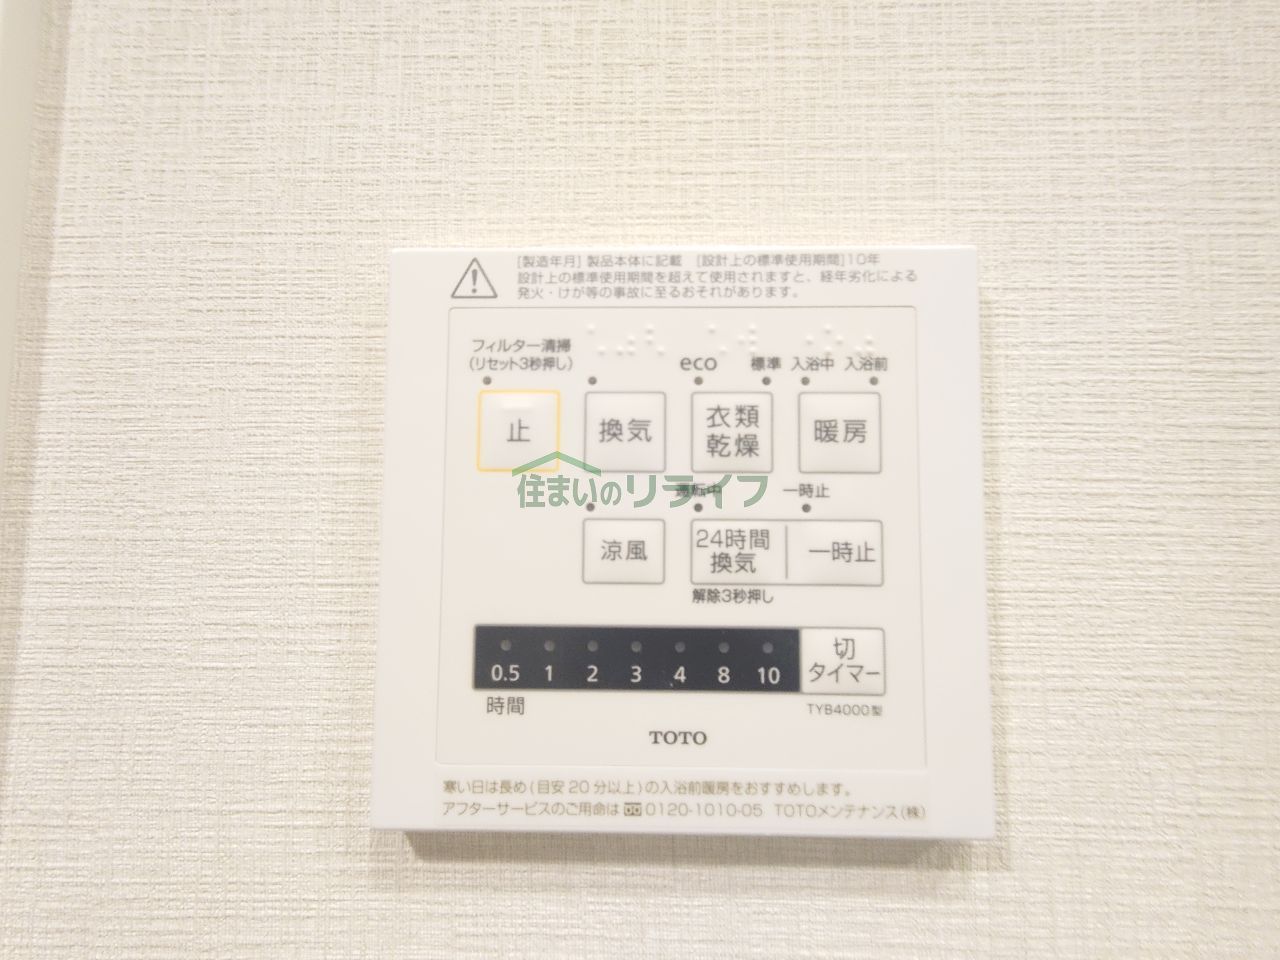 [製造年月] 製品本体に記載 [設計上の標準使用期間]10年
設計上の標準使用期間を超えて使用されますと、経年劣化による
発火・けが等の事故に至るおそれがあります。
フィルター清掃
(リセット3秒押し)
eco 標準 入浴中 入浴前
止 換気 衣類乾燥 暖房
住まいのリライフ
運転中 一時止
涼風 24時間換気 一時止
解除3秒押し
0.5 1 2 3 4 8 10 切タイマー
時間
TYB4000型
TOTO
寒い日は長め(目安20分以上)の入浴前暖房をおすすめします。
アフターサービスのご用命は 0120-1010-05 TOTOメンテナンス(株)